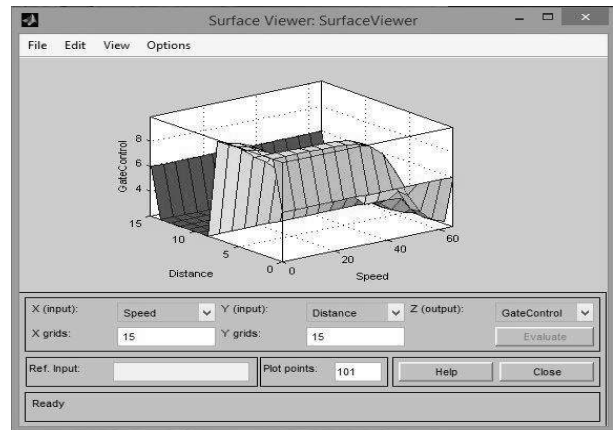 Surface Viewer: SurfaceViewer
File Edit View Options
8
6
4
GateControl
15
10
5
0
Distance
0
20
40
60
Speed
X (input): Speed Y (input): Distance Z (output): GateControl
X grids: 15 Y grids: 15 Evaluate
Ref. Input: Plot points: 101 Help Close
Ready